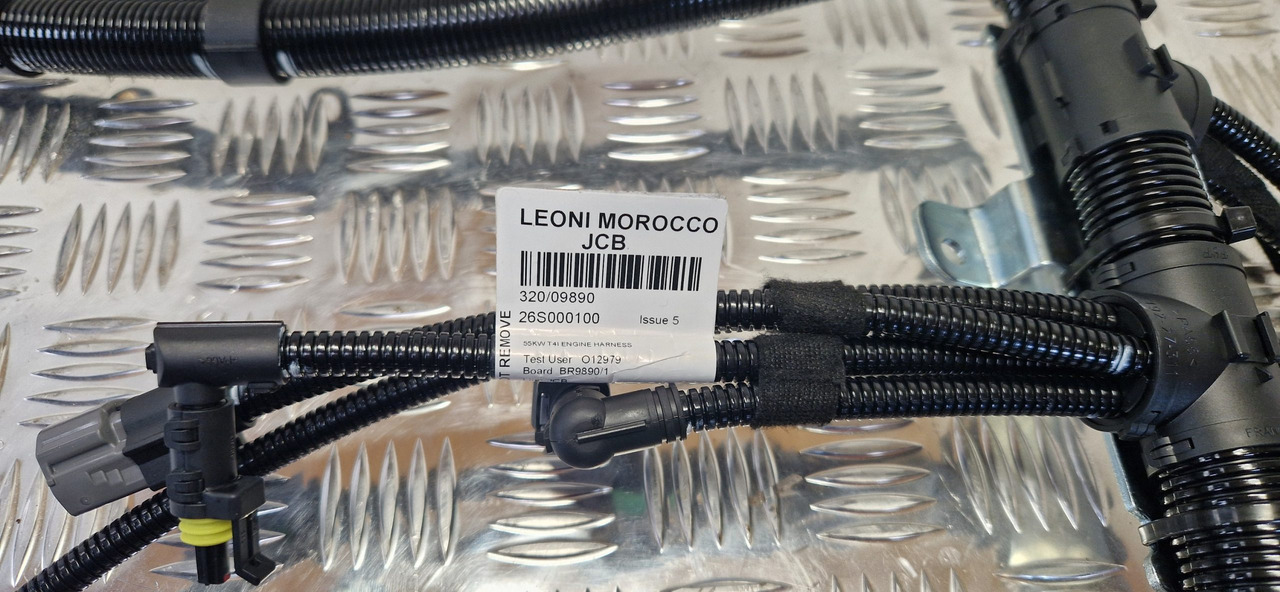 LEONI MOROCCO
JCB
320/09890
26S000100 Issue 5
55KW T4I ENGINE HARNESS
Test User O12979
Board BR9890/1
T REMOVE